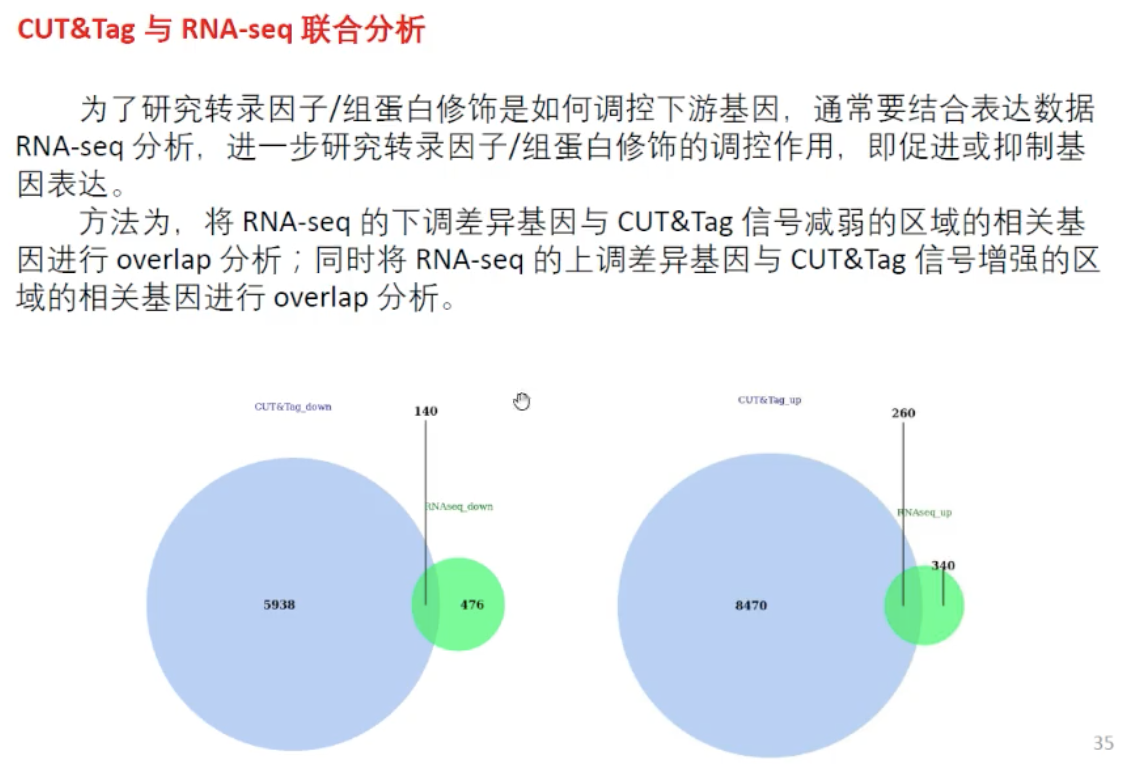 CUT&Tag 与 RNA-seq 联合分析
为了研究转录因子/组蛋白修饰是如何调控下游基因，通常要结合表达数据
RNA-seq 分析，进一步研究转录因子/组蛋白修饰的调控作用，即促进或抑制基
因表达。
方法为，将 RNA-seq 的下调差异基因与 CUT&Tag 信号减弱的区域的相关基
因进行 overlap 分析；同时将 RNA-seq 的上调差异基因与 CUT&Tag 信号增强的区
域的相关基因进行 overlap 分析。
CUT&Tag_down
140
RNAseq_down
5938
476
CUT&Tag_up
260
RNAseq_up
340
8470
35